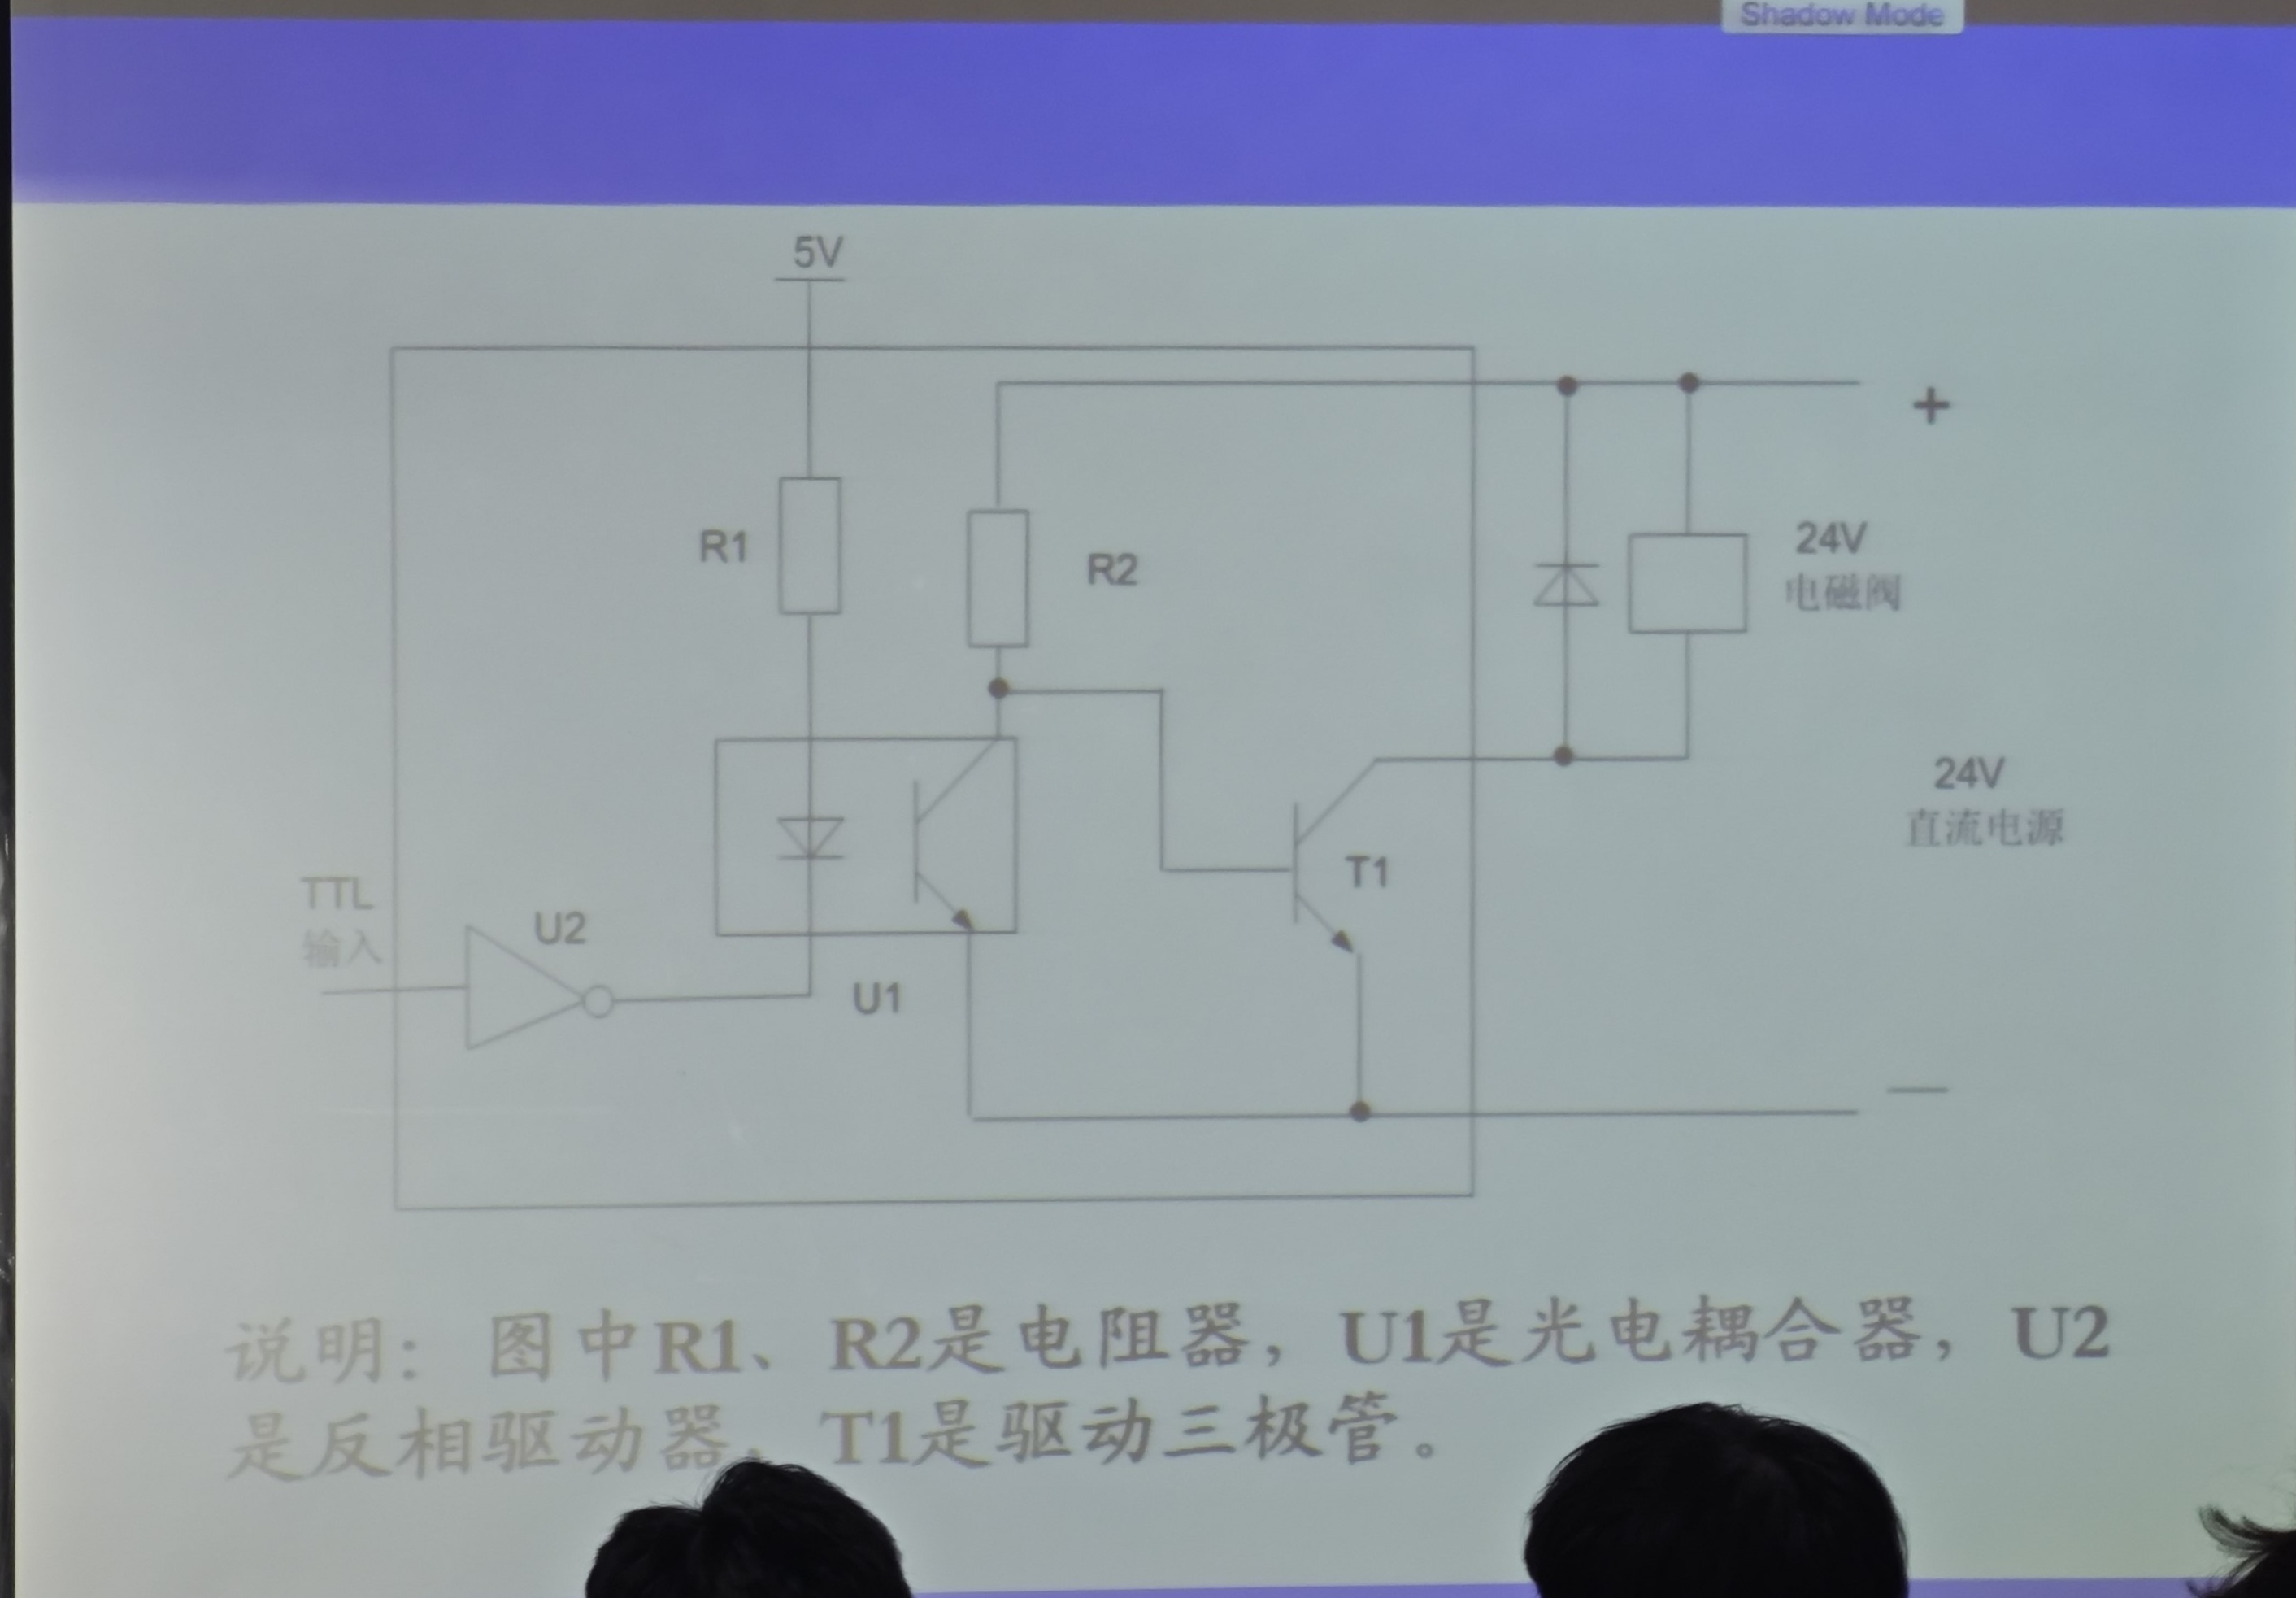 Shadow Mode
5V
R1
R2
24V
电磁阀
24V
直流电源
TTL
输入
U2
U1
T1
+
—
说明：图中R1、R2是电阻器，U1是光电耦合器，U2
是反相驱动器，T1是驱动三极管。